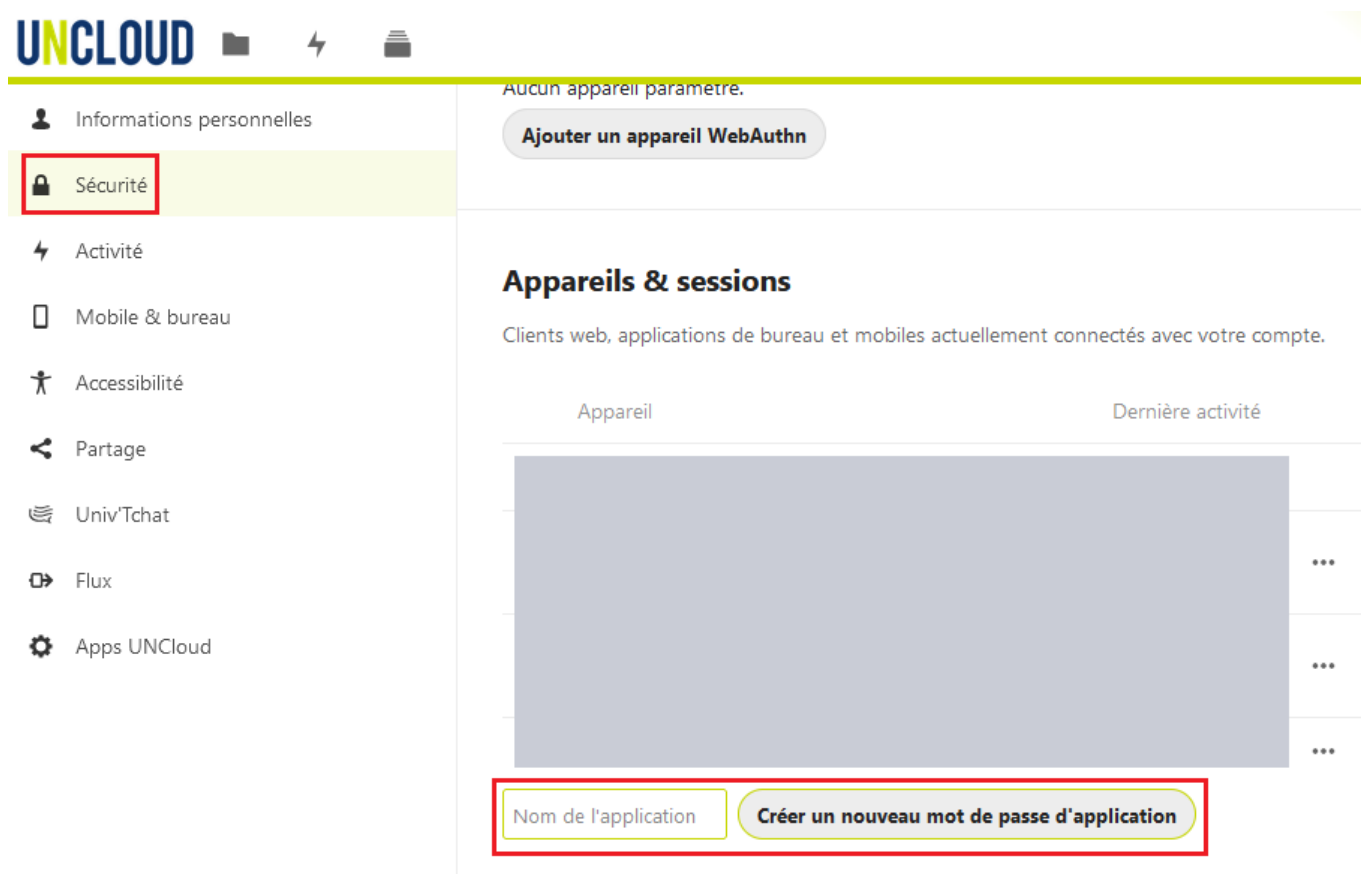 UNCLOUD
Informations personnelles
Sécurité
Activité
Mobile & bureau
Accessibilité
Partage
Univ'Tchat
Flux
Apps UNCloud
Aucun appareil paramétré.
Ajouter un appareil WebAuthn
Appareils & sessions
Clients web, applications de bureau et mobiles actuellement connectés avec votre compte.
Appareil Dernière activité
Nom de l'application Créer un nouveau mot de passe d'application